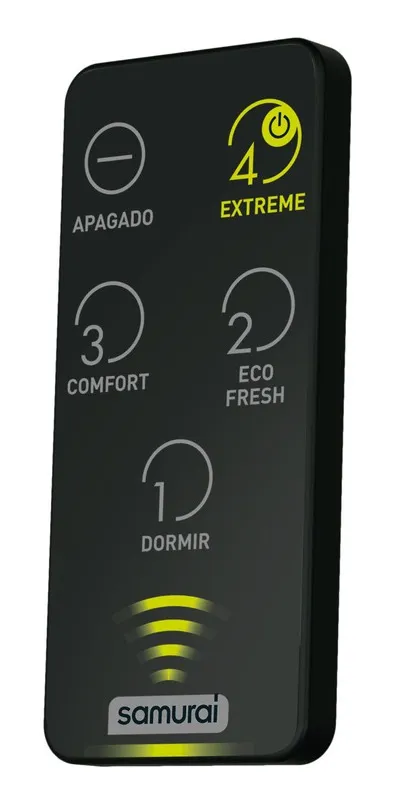 APAGADO
4
EXTREME
3
COMFORT
2
ECO
FRESH
1
DORMIR
samurai